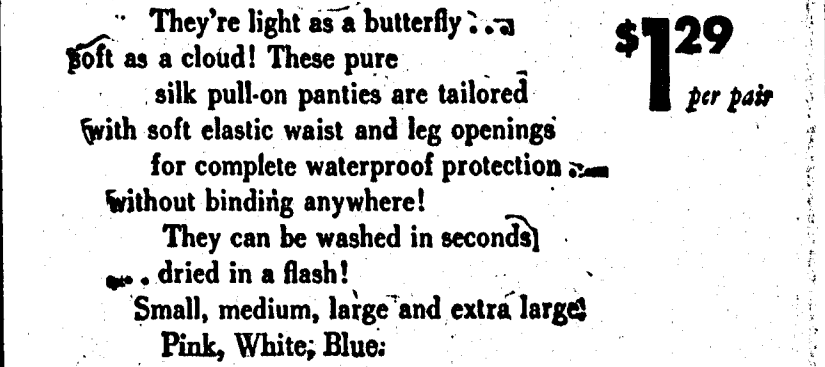 They're light as a butterfly...
soft as a cloud! These pure
silk pull-on panties are tailored
with soft elastic waist and leg openings
for complete waterproof protection
without binding anywhere!
They can be washed in seconds
... dried in a flash!
Small, medium, large and extra large.
Pink, White, Blue.
$1.29
per pair